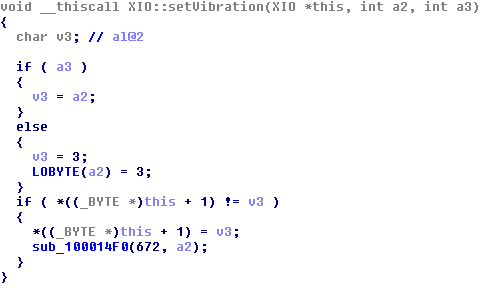 void __thiscall XIO::setVibration(XIO *this, int a2, int a3)
{
  char v3; // al@2

  if ( a3 )
  {
    v3 = a2;
  }
  else
  {
    v3 = 3;
    LOBYTE(a2) = 3;
  }
  if ( *((_BYTE *)this + 1) != v3 )
  {
    *((_BYTE *)this + 1) = v3;
    sub_100014F0(672, a2);
  }
}